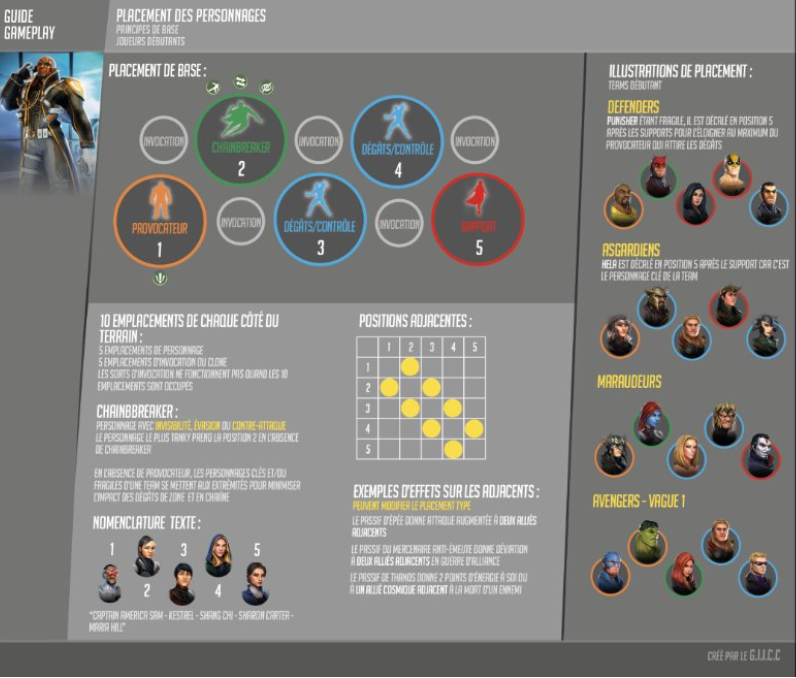 GUIDE
GAMEPLAY
PLACEMENT DES PERSONNAGES
PRINCIPES DE BASE
JOUEURS DÉBUTANTS
PLACEMENT DE BASE :
INVOCATION
CHAINBREAKER
2
INVOCATION
DÉGÂTS/CONTRÔLE
4
INVOCATION
PROVOCATEUR
1
INVOCATION
DÉGÂTS/CONTRÔLE
3
INVOCATION
SUPPORT
5
10 EMPLACEMENTS DE CHAQUE CÔTÉ DU
TERRAIN :
5 EMPLACEMENTS DE PERSONNAGE
5 EMPLACEMENTS D'INVOCATION OU CLONE
LES SORTS D'INVOCATION NE FONCTIONNENT PAS QUAND LES 10
EMPLACEMENTS SONT OCCUPÉS
CHAINBREAKER :
PERSONNAGE AVEC INVISIBILITÉ, ÉVASION OU CONTRE-ATTAQUE
LE PERSONNAGE LE PLUS TANKY PREND LA POSITION 2 EN L'ABSENCE
DE CHAINBREAKER
EN L'ABSENCE DE PROVOCATEUR, LES PERSONNAGES CLÉS ET/OU
FRAGILES D'UNE TEAM SE METTENT AUX EXTRÉMITÉS POUR MINIMISER
L'IMPACT DES DÉGÂTS DE ZONE ET EN CHAÎNE
NOMENCLATURE TEXTE :
1 3 5
2 4
"CAPTAIN AMERICA SAM - KESTREL - SHANG CHI - SHARON CARTER -
MARIA HILL"
POSITIONS ADJACENTES :
1 2 3 4 5
1
2
3
4
5
EXEMPLES D'EFFETS SUR LES ADJACENTS :
PEUVENT MODIFIER LE PLACEMENT TYPE
LE PASSIF D'ÉPÉE DONNE ATTAQUE AUGMENTÉE À DEUX ALLIÉS
ADJACENTS
LE PASSIF DU MERCENAIRE ANTI-ÉMEUTE DONNE DÉVIATION
À DEUX ALLIÉS ADJACENTS EN GUERRE D'ALLIANCE
LE PASSIF DE THANOS DONNE 2 POINTS D'ÉNERGIE À SOI OU
À UN ALLIÉ COSMIQUE ADJACENT À LA MORT D'UN ENNEMI
ILLUSTRATIONS DE PLACEMENT :
TEAMS DÉBUTANT
DEFENDERS
PUNISHER ÉTANT FRAGILE, IL EST DÉCALÉ EN POSITION 5
APRÈS LES SUPPORTS POUR L'ÉLOIGNER AU MAXIMUM DU
PROVOCATEUR QUI ATTIRE LES DÉGÂTS
ASGARDIENS
HELA EST DÉCALÉ EN POSITION 5 APRÈS LE SUPPORT CAR C'EST
LE PERSONNAGE CLÉ DE LA TEAM
MARAUDEURS
AVENGERS - VAGUE 1
CRÉÉ PAR LE G.I.J.C.C